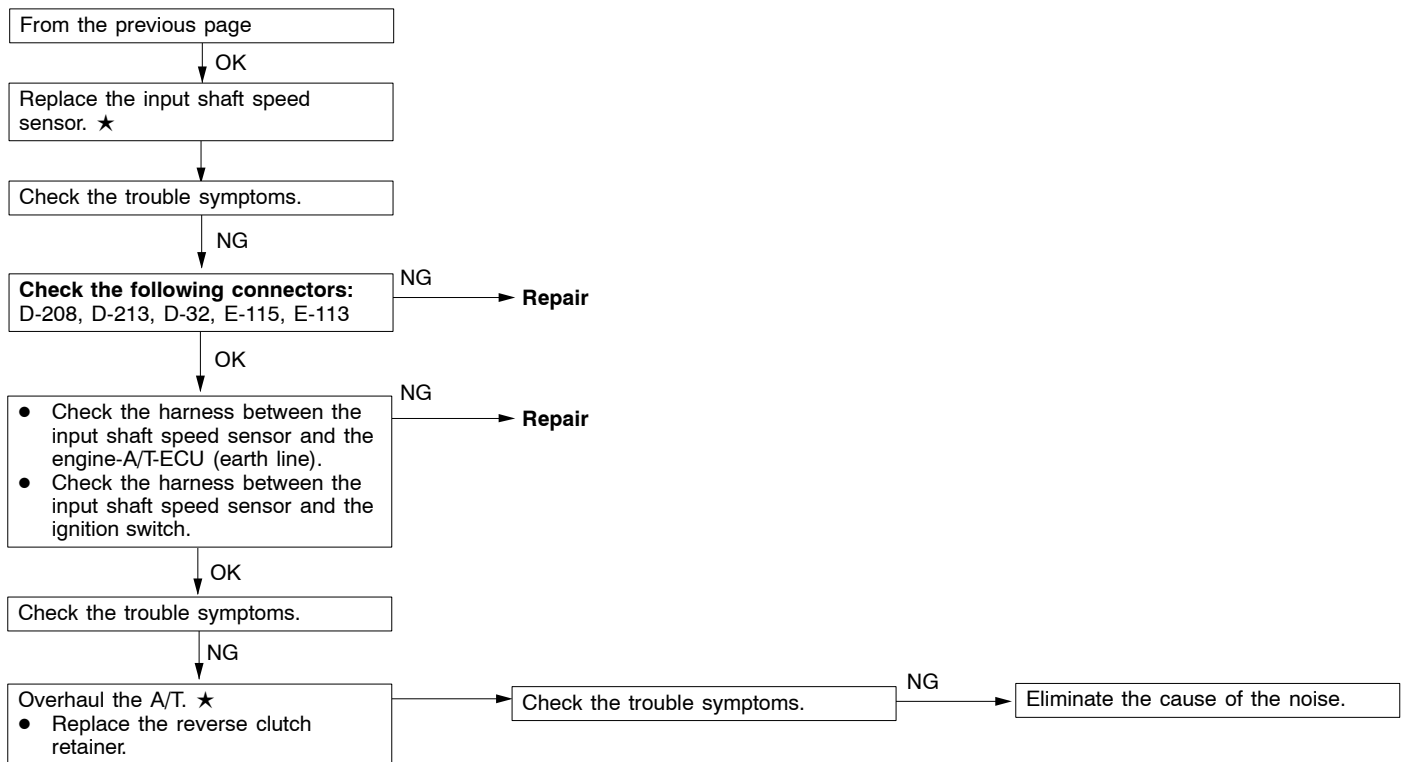 From the previous page
OK
Replace the input shaft speed
sensor. ★
Check the trouble symptoms.
NG
Check the following connectors:
D-208, D-213, D-32, E-115, E-113
NG
Repair
OK
● Check the harness between the
input shaft speed sensor and the
engine-A/T-ECU (earth line).
● Check the harness between the
input shaft speed sensor and the
ignition switch.
NG
Repair
OK
Check the trouble symptoms.
NG
Overhaul the A/T. ★
● Replace the reverse clutch
retainer.
Check the trouble symptoms.
NG
Eliminate the cause of the noise.